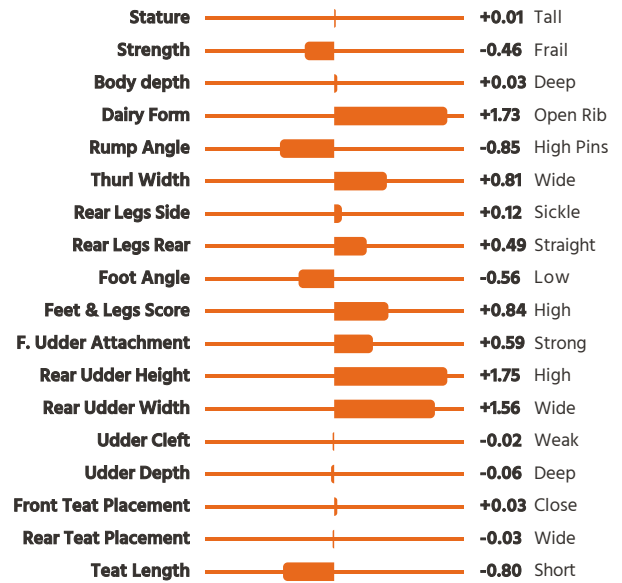 Stature +0.01 Tall
Strength -0.46 Frail
Body depth +0.03 Deep
Dairy Form +1.73 Open Rib
Rump Angle -0.85 High Pins
Thurl Width +0.81 Wide
Rear Legs Side +0.12 Sickle
Rear Legs Rear +0.49 Straight
Foot Angle -0.56 Low
Feet & Legs Score +0.84 High
F. Udder Attachment +0.59 Strong
Rear Udder Height +1.75 High
Rear Udder Width +1.56 Wide
Udder Cleft -0.02 Weak
Udder Depth -0.06 Deep
Front Teat Placement +0.03 Close
Rear Teat Placement -0.03 Wide
Teat Length -0.80 Short